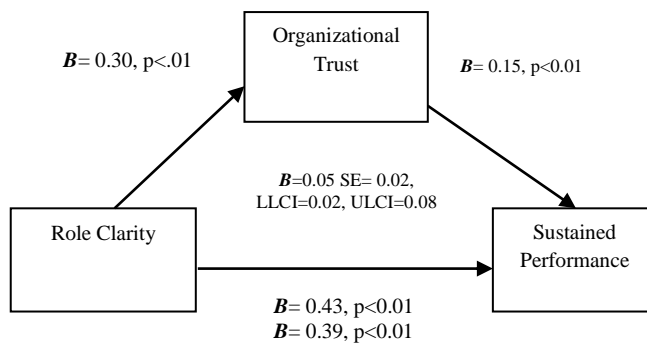 Organizational
Trust
B= 0.30, p<.01
B= 0.15, p<0.01
B=0.05 SE= 0.02,
LLCI=0.02, ULCI=0.08
Role Clarity
Sustained
Performance
B= 0.43, p<0.01
B= 0.39, p<0.01